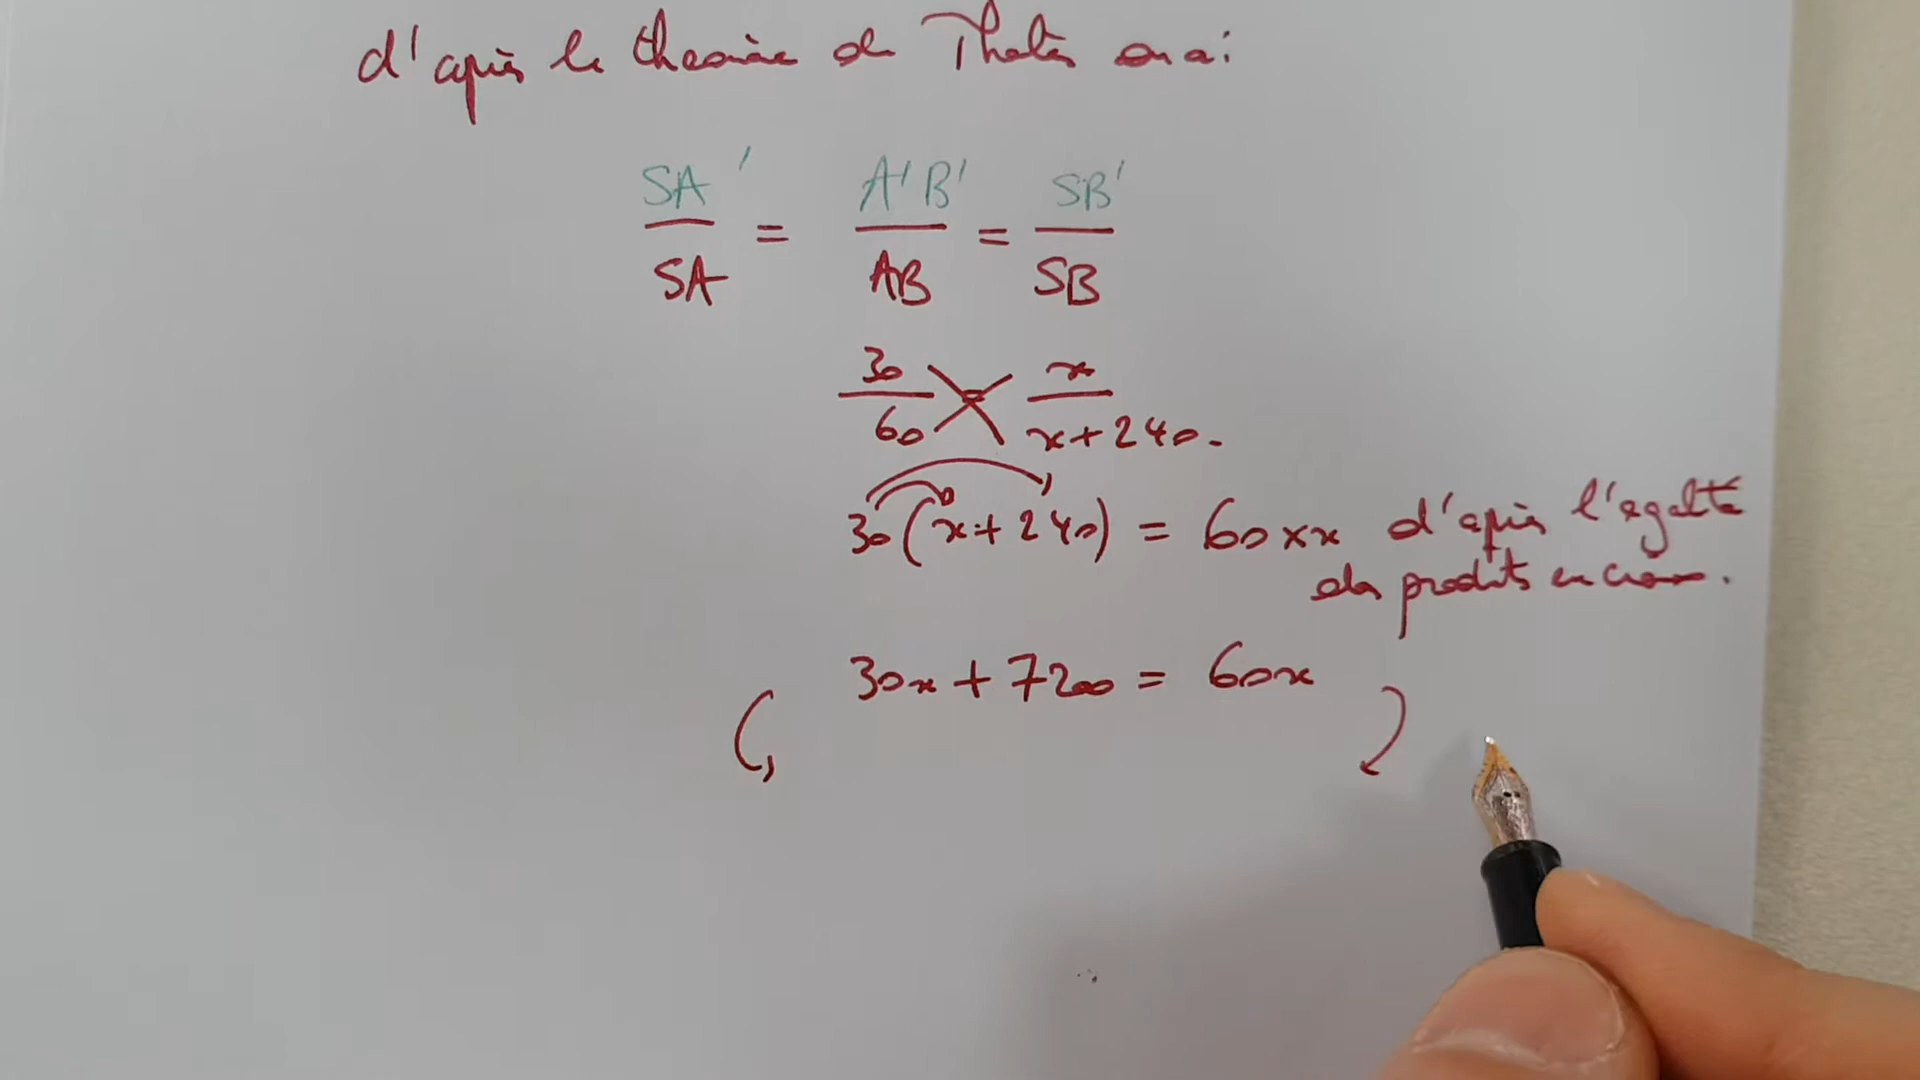 d'après le théorème de Thalès on a :
SA' / SA = A'B' / AB = SB' / SB
30 / 60 = x / x + 240.
30(x + 240) = 60 × x d'après l'égalité
des produits en croix.
30x + 7200 = 60x